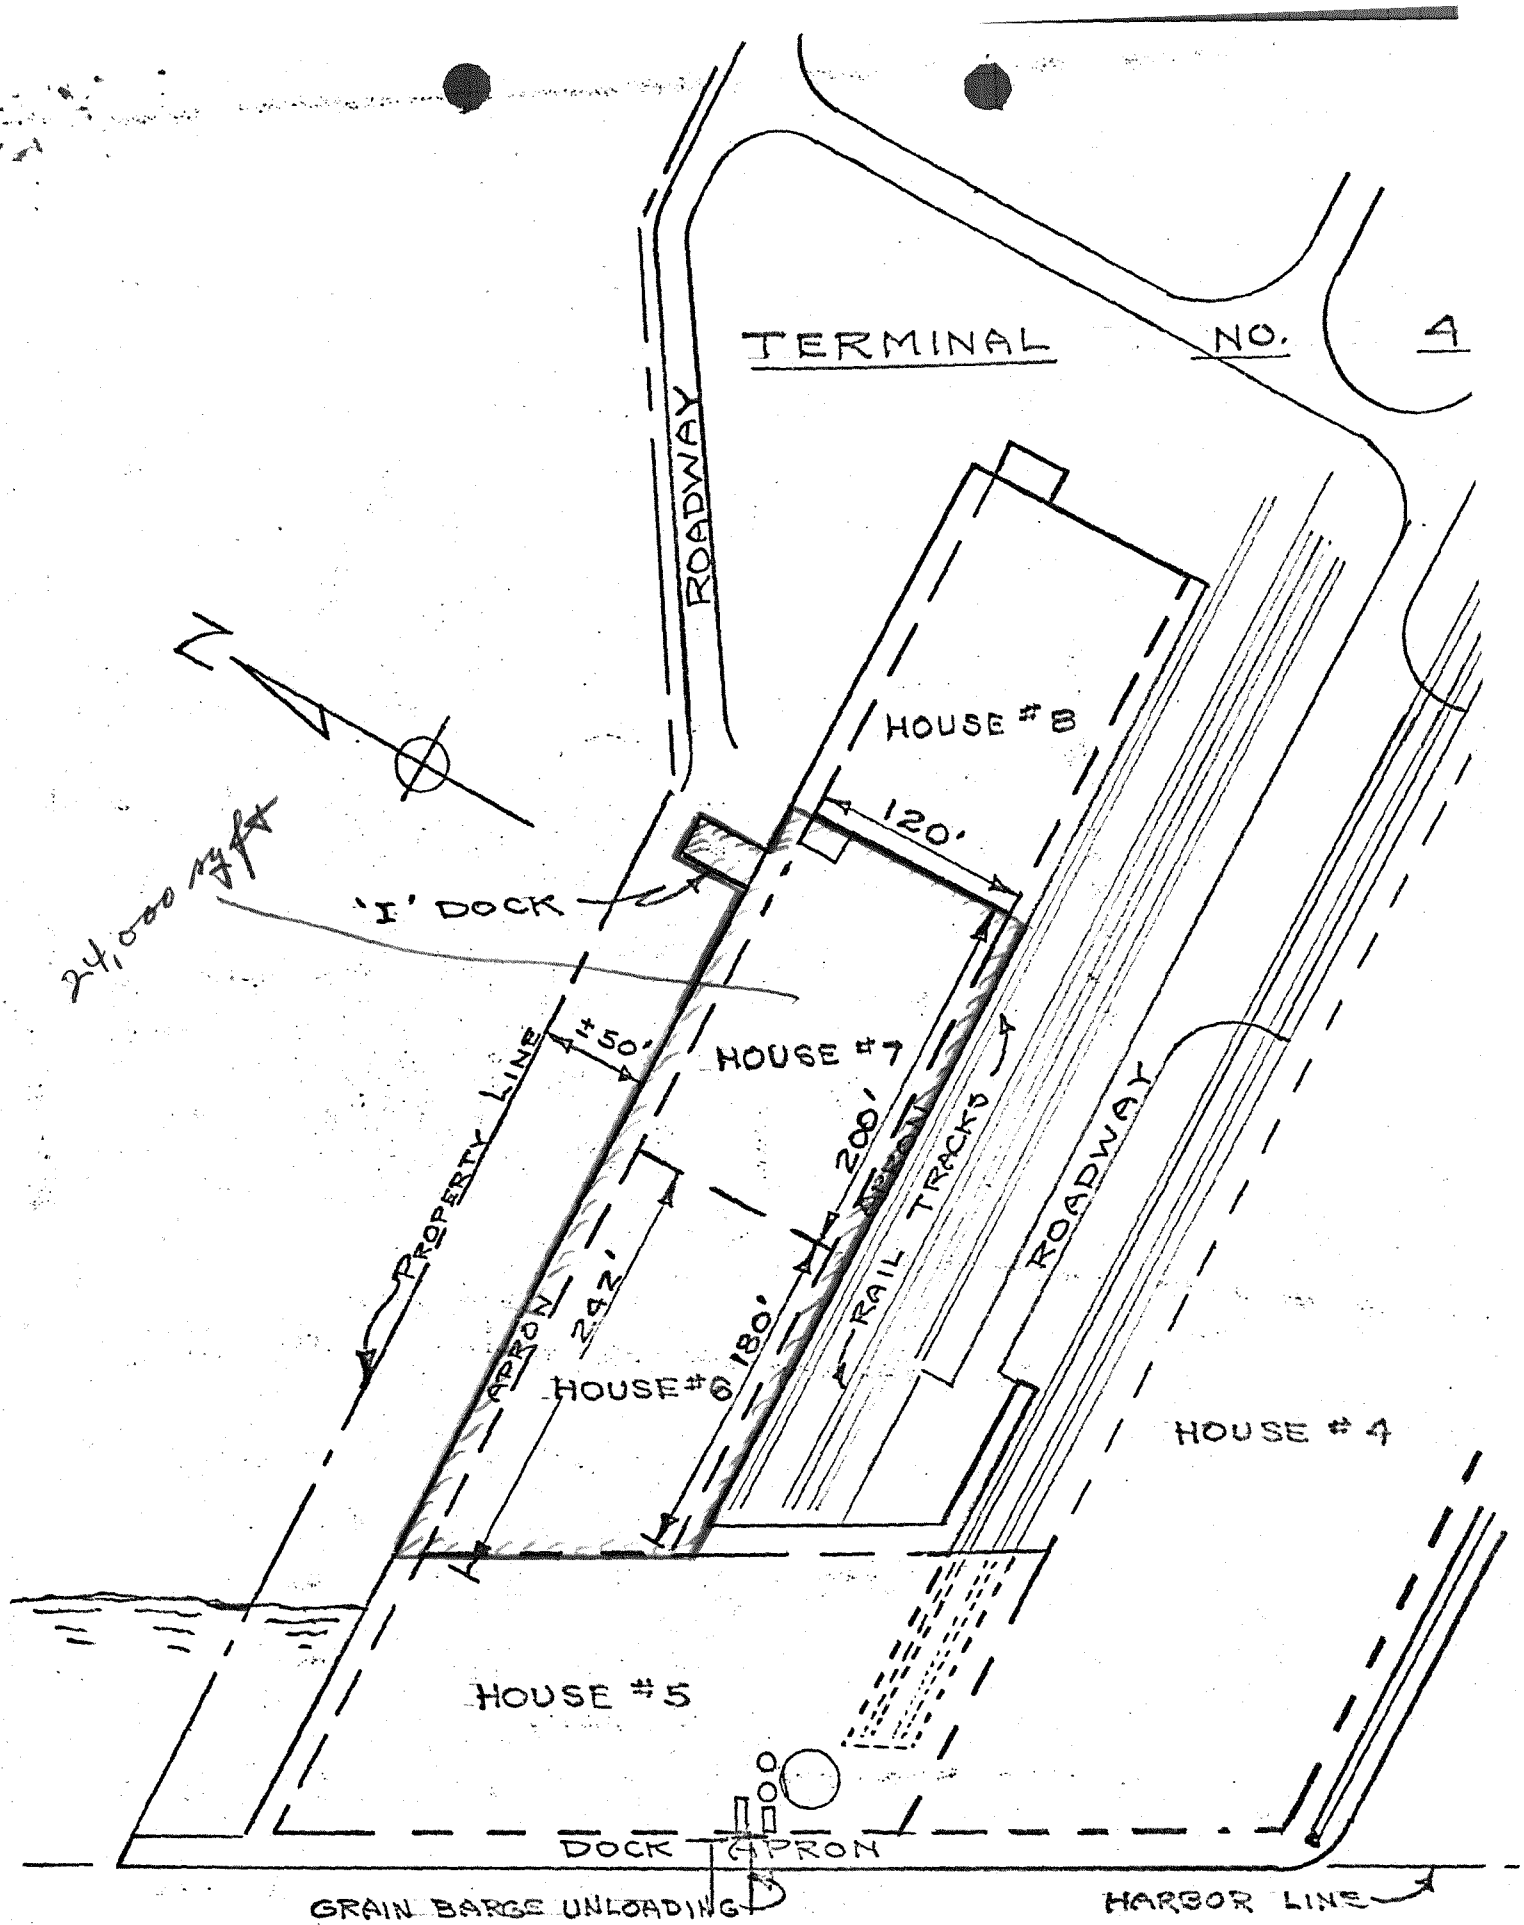 TERMINAL NO. 4
ROADWAY
N
HOUSE #8
120'
24,000 sq ft
'I' DOCK
±50'
HOUSE #7
PROPERTY LINE
200'
APRON
RAIL TRACKS
ROADWAY
242'
APRON
180'
HOUSE #6
HOUSE #4
HOUSE #5
DOCK APRON
GRAIN BARGE UNLOADING
HARBOR LINE